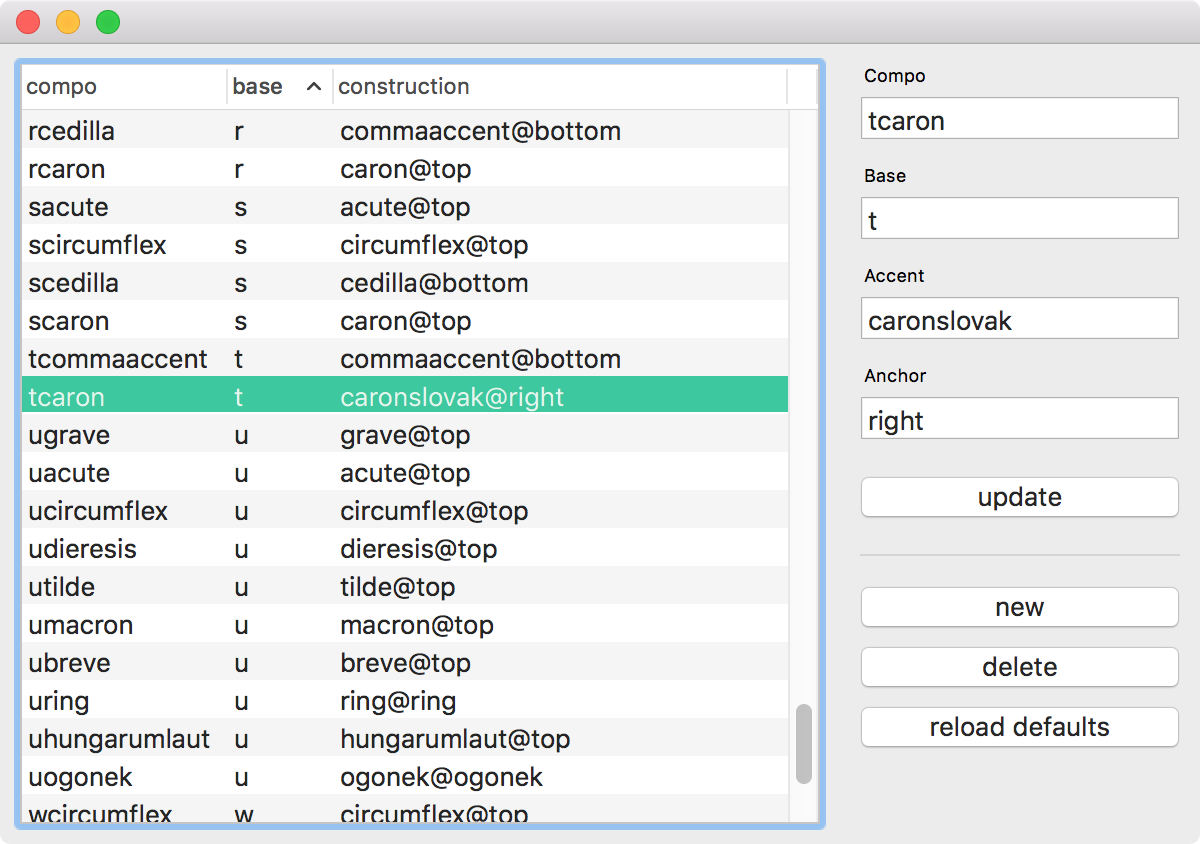 compo base construction
rcedilla r commaaccent@bottom
rcaron r caron@top
sacute s acute@top
scircumflex s circumflex@top
scedilla s cedilla@bottom
scaron s caron@top
tcommaaccent t commaaccent@bottom
tcaron t caronslovak@right
ugrave u grave@top
uacute u acute@top
ucircumflex u circumflex@top
udieresis u dieresis@top
utilde u tilde@top
umacron u macron@top
ubreve u breve@top
uring u ring@ring
uhungarumlaut u hungarumlaut@top
uogonek u ogonek@ogonek
wcircumflex w circumflex@top
Compo
tcaron
Base
t
Accent
caronslovak
Anchor
right
update
new
delete
reload defaults